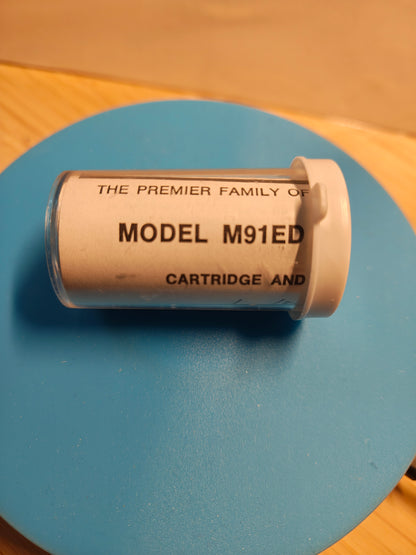 THE PREMIER FAMILY OF
MODEL M91ED
CARTRIDGE AND